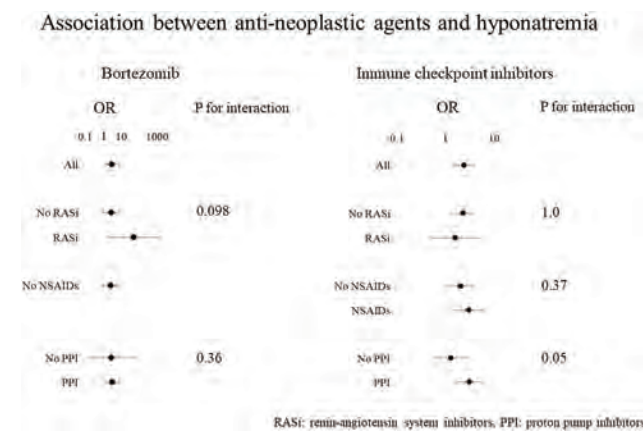 Association between anti-neoplastic agents and hyponatremia
Bortezomib
OR P for interaction
0.1 1 10 1000
All
No RASi 0.098
RASi
No NSAIDs
No PPI 0.36
PPI
Immune checkpoint inhibitors
OR P for interaction
0.1 1 10
All
No RASi 1.0
RASi
No NSAIDs 0.37
NSAIDs
No PPI 0.05
PPI
RASi: renin-angiotensin system inhibitors, PPI: proton pump inhibitors